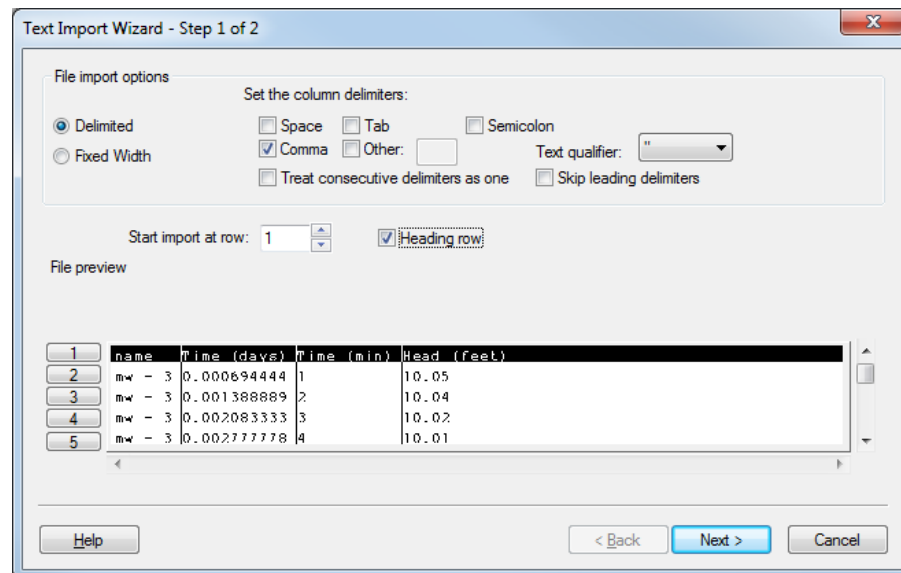 Text Import Wizard - Step 1 of 2
x
File import options
Set the column delimiters:
Delimited
Space
Tab
Semicolon
Fixed Width
Comma
Other:
Text qualifier:
"
Treat consecutive delimiters as one
Skip leading delimiters
Start import at row:
1
Heading row
File preview
1 name Time (days) Time (min) Head (feet)
2 mw - 3 0.000694444 1 10.05
3 mw - 3 0.001388889 2 10.04
4 mw - 3 0.002083333 3 10.02
5 mw - 3 0.002777778 4 10.01
Help
< Back
Next >
Cancel